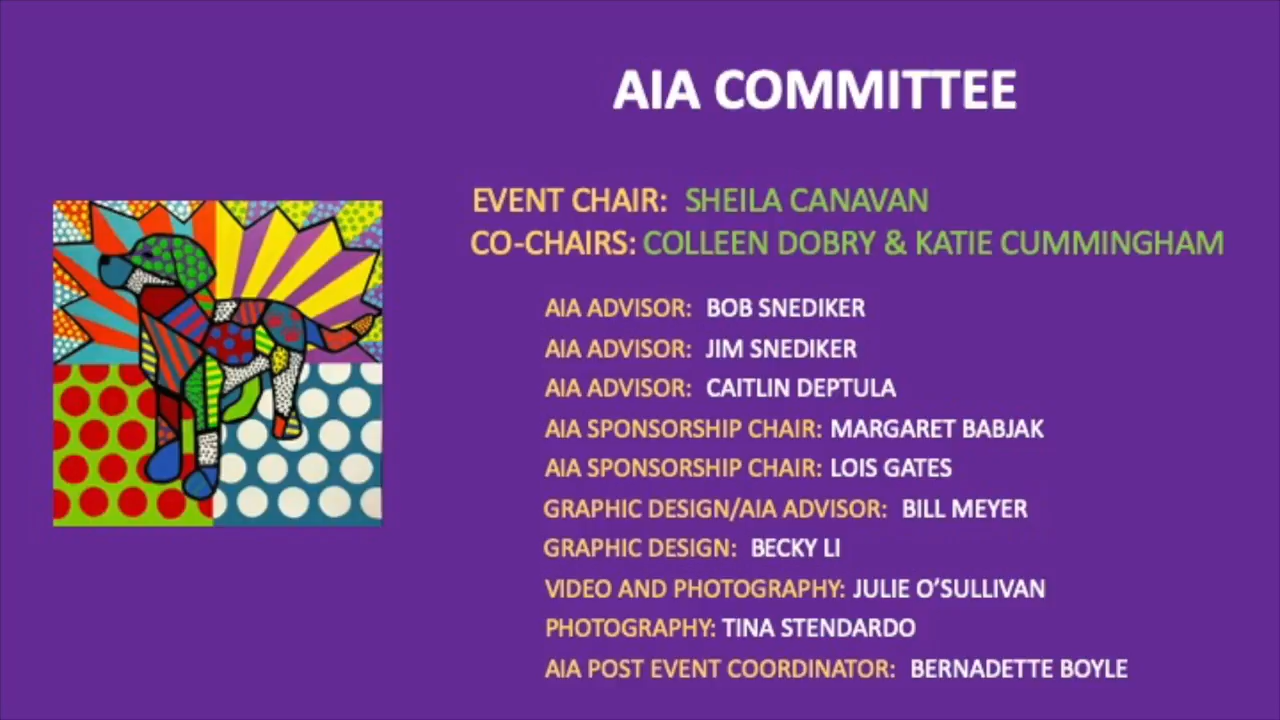 AIA COMMITTEE
EVENT CHAIR: SHEILA CANAVAN
CO-CHAIRS: COLLEEN DOBRY & KATIE CUMMINGHAM
AIA ADVISOR: BOB SNEDIKER
AIA ADVISOR: JIM SNEDIKER
AIA ADVISOR: CAITLIN DEPTULA
AIA SPONSORSHIP CHAIR: MARGARET BABJAK
AIA SPONSORSHIP CHAIR: LOIS GATES
GRAPHIC DESIGN/AIA ADVISOR: BILL MEYER
GRAPHIC DESIGN: BECKY LI
VIDEO AND PHOTOGRAPHY: JULIE O’SULLIVAN
PHOTOGRAPHY: TINA STENDARDO
AIA POST EVENT COORDINATOR: BERNADETTE BOYLE